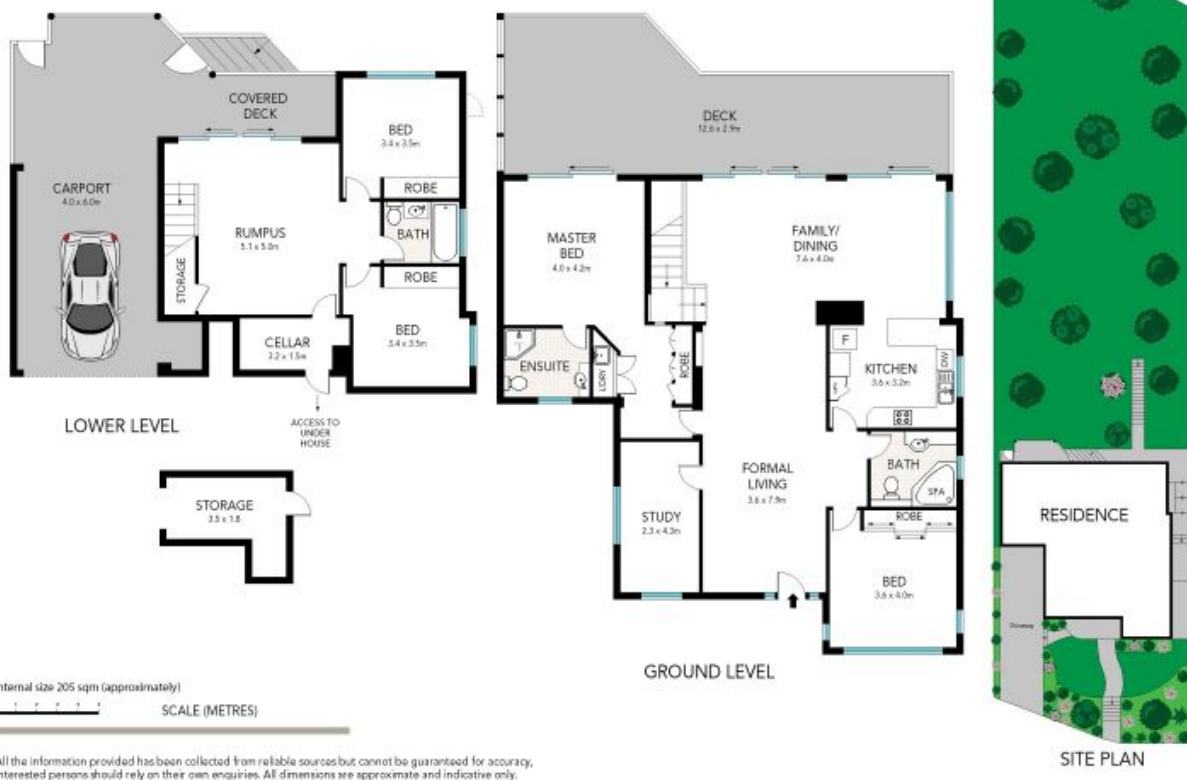 COVERED
DECK
BED
3.4 x 3.5m
ROBE
CARPORT
4.0 x 6.0m
RUMPUS
5.1 x 5.0m
BATH
STORAGE
ROBE
BED
3.4 x 3.5m
CELLAR
3.2 x 1.5m
ACCESS TO
UNDER
HOUSE
LOWER LEVEL
STORAGE
3.5 x 1.8
DECK
12.6 x 2.9m
MASTER
BED
4.0 x 4.2m
FAMILY/
DINING
7.6 x 4.0m
ENSUITE
LDRY
ROBE
F
KITCHEN
3.6 x 3.2m
DW
BATH
SPA
FORMAL
LIVING
3.6 x 7.9m
STUDY
2.3 x 4.3m
ROBE
BED
3.6 x 4.0m
GROUND LEVEL
RESIDENCE
Driveway
SITE PLAN
nternal size 205 sqm (approximately)
SCALE (METRES)
All the information provided has been collected from reliable sources but cannot be guaranteed for accuracy,
nterested persons should rely on their own enquiries. All dimensions are approximate and indicative only.